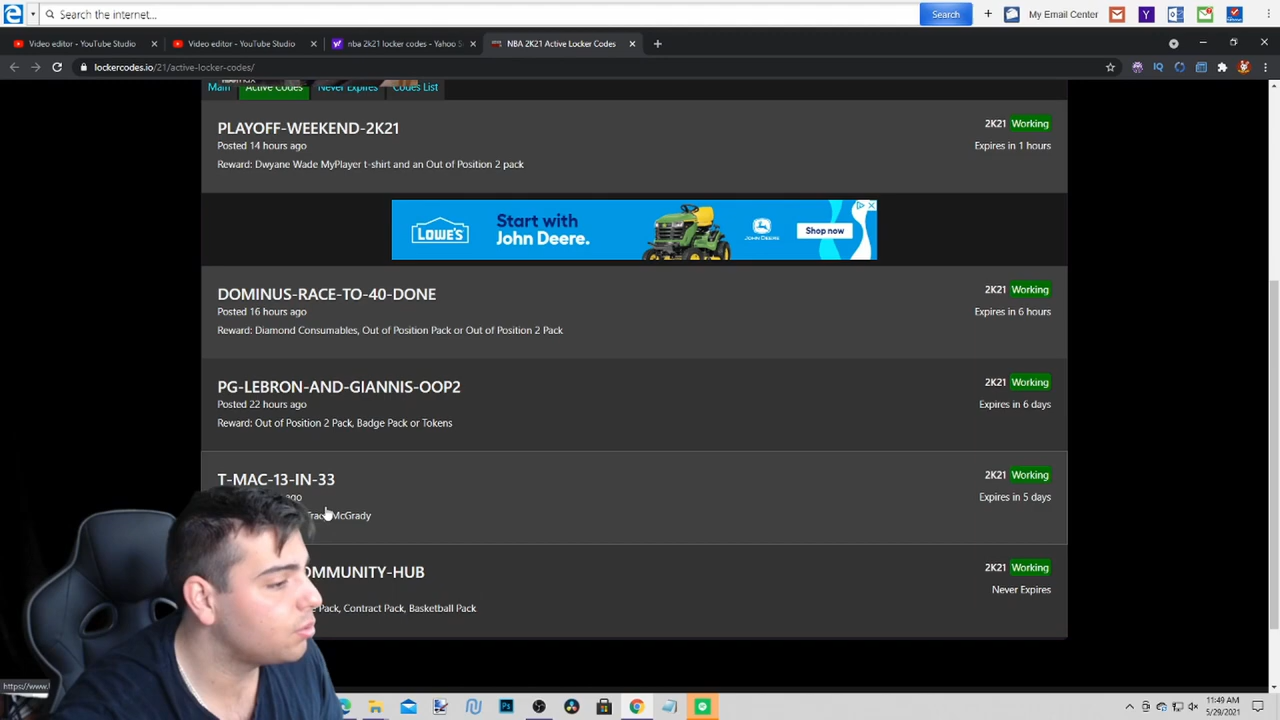 Search the internet...
Search
My Email Center
Video editor - YouTube Studio
Video editor - YouTube Studio
nba 2k21 locker codes - Yahoo S
NBA 2K21 Active Locker Codes
lockercodes.io/21/active-locker-codes/
Main
Active Codes
Never Expires
Codes List
PLAYOFF-WEEKEND-2K21
2K21 Working
Posted 14 hours ago
Expires in 1 hours
Reward: Dwyane Wade MyPlayer t-shirt and an Out of Position 2 pack
LOWE'S
Start with
John Deere.
JOHN DEERE
Shop now
DOMINUS-RACE-TO-40-DONE
2K21 Working
Posted 16 hours ago
Expires in 6 hours
Reward: Diamond Consumables, Out of Position Pack or Out of Position 2 Pack
PG-LEBRON-AND-GIANNIS-OOP2
2K21 Working
Posted 22 hours ago
Expires in 6 days
Reward: Out of Position 2 Pack, Badge Pack or Tokens
T-MAC-13-IN-33
2K21 Working
ago
Expires in 5 days
McGrady
OMMUNITY-HUB
2K21 Working
Never Expires
Pack, Contract Pack, Basketball Pack
https://www.
11:49 AM
5/29/2021